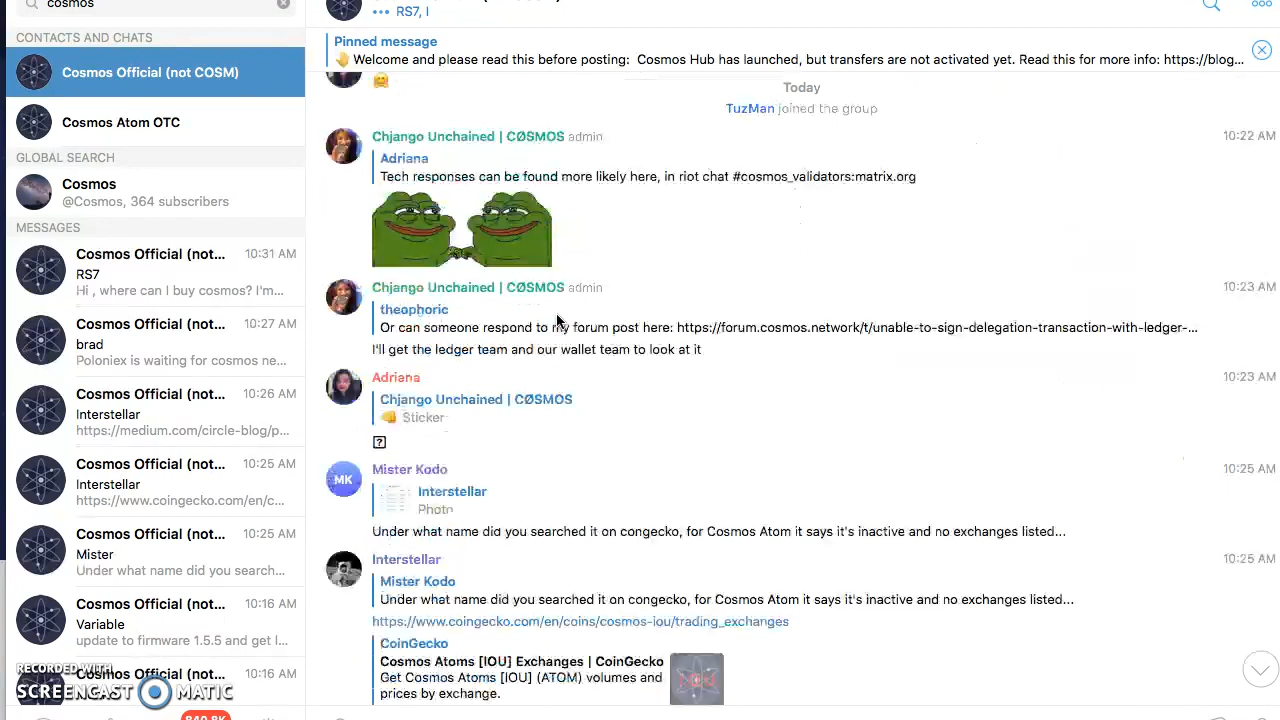 cosmos
CONTACTS AND CHATS
Cosmos Official (not COSM)
Cosmos Atom OTC
GLOBAL SEARCH
Cosmos
@Cosmos, 364 subscribers
MESSAGES
Cosmos Official (not... 10:31 AM
RS7
Hi , where can I buy cosmos? I'm...
Cosmos Official (not... 10:27 AM
brad
Poloniex is waiting for cosmos ne...
Cosmos Official (not... 10:26 AM
Interstellar
https://medium.com/circle-blog/p...
Cosmos Official (not... 10:25 AM
Interstellar
https://www.coingecko.com/en/c...
Cosmos Official (not... 10:25 AM
Mister
Under what name did you search...
Cosmos Official (not... 10:16 AM
Variable
update to firmware 1.5.5 and get l...
Cosmos Official (not... 10:16 AM
RECORDED WITH
SCREENCAST MATIC
840.8K
RS7, I
Pinned message
Welcome and please read this before posting: Cosmos Hub has launched, but transfers are not activated yet. Read this for more info: https://blog...
Today
TuzMan joined the group
Chjango Unchained | CØSMOS admin 10:22 AM
Adriana
Tech responses can be found more likely here, in riot chat #cosmos_validators:matrix.org
Chjango Unchained | CØSMOS admin 10:23 AM
theophoric
Or can someone respond to my forum post here: https://forum.cosmos.network/t/unable-to-sign-delegation-transaction-with-ledger-...
I'll get the ledger team and our wallet team to look at it
Adriana 10:23 AM
Chjango Unchained | CØSMOS
Sticker
?
Mister Kodo 10:25 AM
MK
Interstellar
Photo
Under what name did you searched it on congecko, for Cosmos Atom it says it's inactive and no exchanges listed...
Interstellar 10:25 AM
Mister Kodo
Under what name did you searched it on congecko, for Cosmos Atom it says it's inactive and no exchanges listed...
https://www.coingecko.com/en/coins/cosmos-iou/trading_exchanges
CoinGecko
Cosmos Atoms [IOU] Exchanges | CoinGecko
Get Cosmos Atoms [IOU] (ATOM) volumes and
prices by exchange.
IOU